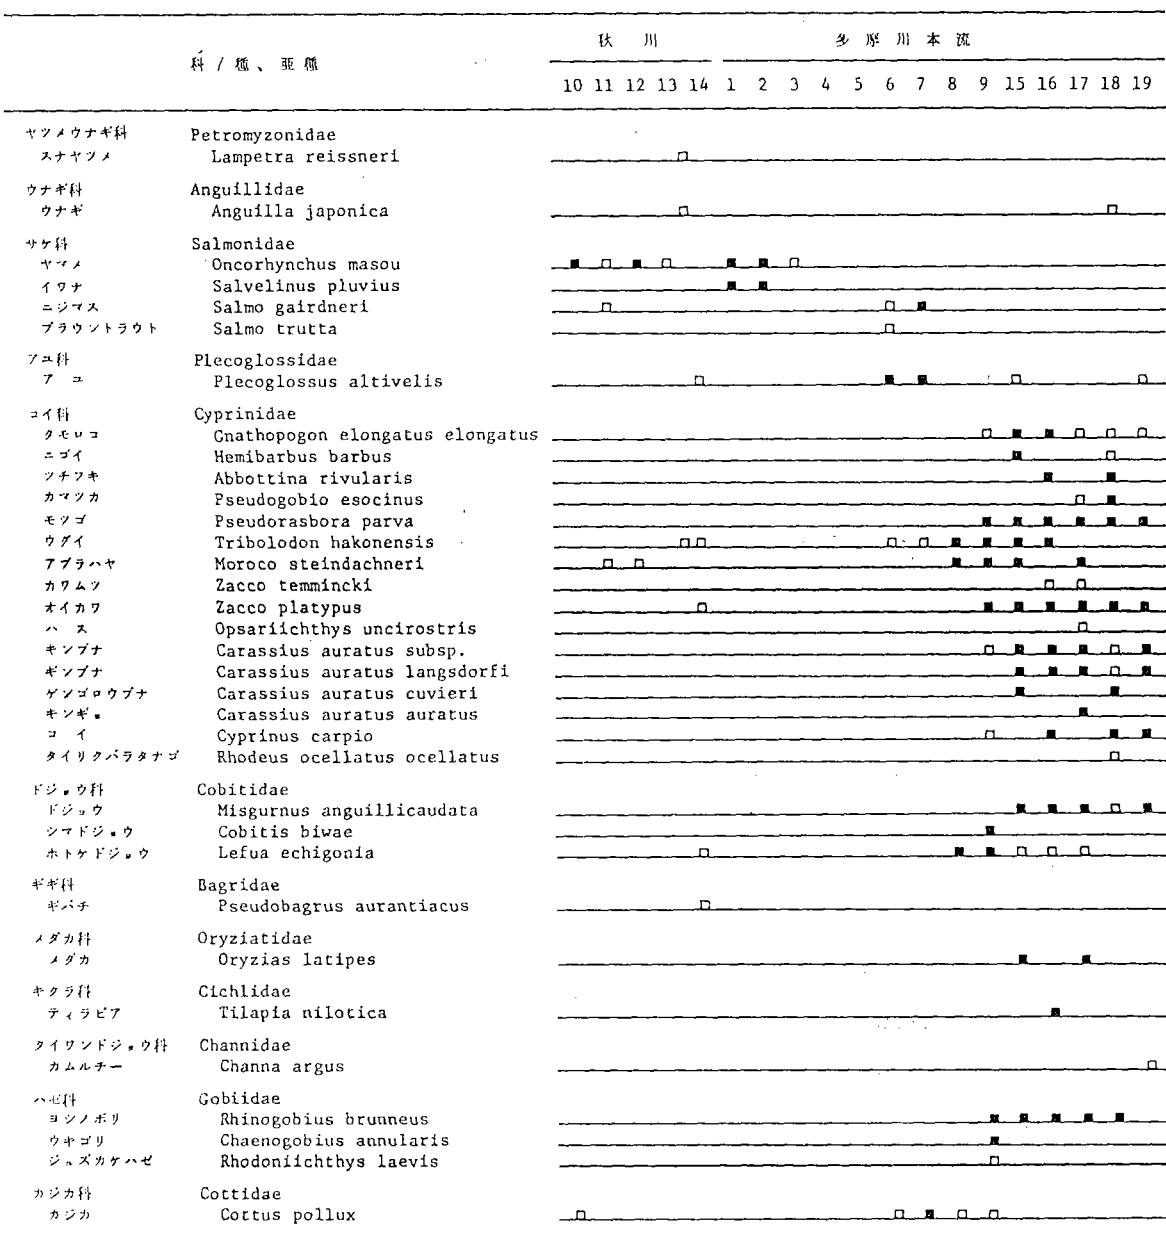 秋川 多摩川本流
科 / 種、亜種
10 11 12 13 14 1 2 3 4 5 6 7 8 9 15 16 17 18 19
ヤツメウナギ科 Petromyzonidae
スナヤツメ Lampetra reissneri
ウナギ科 Anguillidae
ウナギ Anguilla japonica
サケ科 Salmonidae
ヤマメ Oncorhynchus masou
イワナ Salvelinus pluvius
ニジマス Salmo gairdneri
ブラウントラウト Salmo trutta
アユ科 Plecoglossidae
アユ Plecoglossus altivelis
コイ科 Cyprinidae
タモロコ Gnathopogon elongatus elongatus
ニゴイ Hemibarbus barbus
ツチフキ Abbottina rivularis
カマツカ Pseudogobio esocinus
モツゴ Pseudorasbora parva
ウグイ Tribolodon hakonensis
アブラハヤ Moroco steindachneri
カワムツ Zacco temmincki
オイカワ Zacco platypus
ハス Opsariichthys uncirostris
キンブナ Carassius auratus subsp.
ギンブナ Carassius auratus langsdorfi
ゲンゴロウブナ Carassius auratus cuvieri
キンギョ Carassius auratus auratus
コイ Cyprinus carpio
タイリクバラタナゴ Rhodeus ocellatus ocellatus
ドジョウ科 Cobitidae
ドジョウ Misgurnus anguillicaudata
シマドジョウ Cobitis biwae
ホトケドジョウ Lefua echigonia
ギギ科 Bagridae
ギバチ Pseudobagrus aurantiacus
メダカ科 Oryziatidae
メダカ Oryzias latipes
キクラ科 Cichlidae
ティラピア Tilapia nilotica
タイワンドジョウ科 Channidae
カムルチー Channa argus
ハゼ科 Gobiidae
ヨシノボリ Rhinogobius brunneus
ウキゴリ Chaenogobius annularis
ジュズカケハゼ Rhodoniichthys laevis
カジカ科 Cottidae
カジカ Cottus pollux